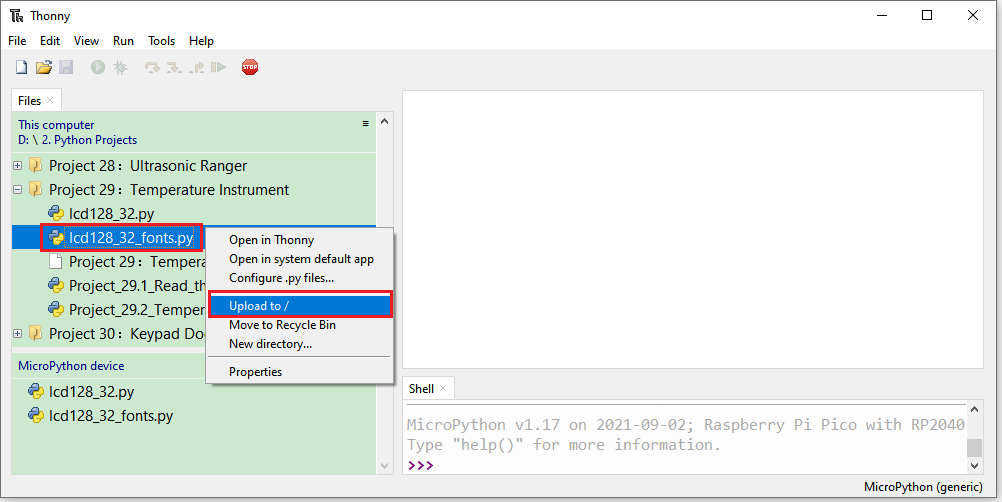 Thonny
File Edit View Run Tools Help
STOP
Files
This computer
D: \ 2. Python Projects
Project 28：Ultrasonic Ranger
Project 29：Temperature Instrument
lcd128_32.py
lcd128_32_fonts.py
Project 29：Tempera
Project_29.1_Read_th
Project_29.2_Temper
Project 30：Keypad Do
Open in Thonny
Open in system default app
Configure .py files...
Upload to /
Move to Recycle Bin
New directory...
Properties
MicroPython device
lcd128_32.py
lcd128_32_fonts.py
Shell
MicroPython v1.17 on 2021-09-02; Raspberry Pi Pico with RP2040
Type "help()" for more information.
>>>
MicroPython (generic)